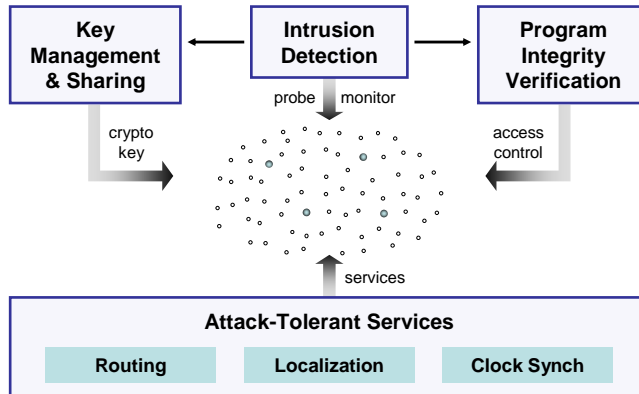 Key
Management
& Sharing
Intrusion
Detection
Program
Integrity
Verification
probe monitor
crypto
key
access
control
services
Attack-Tolerant Services
Routing
Localization
Clock Synch